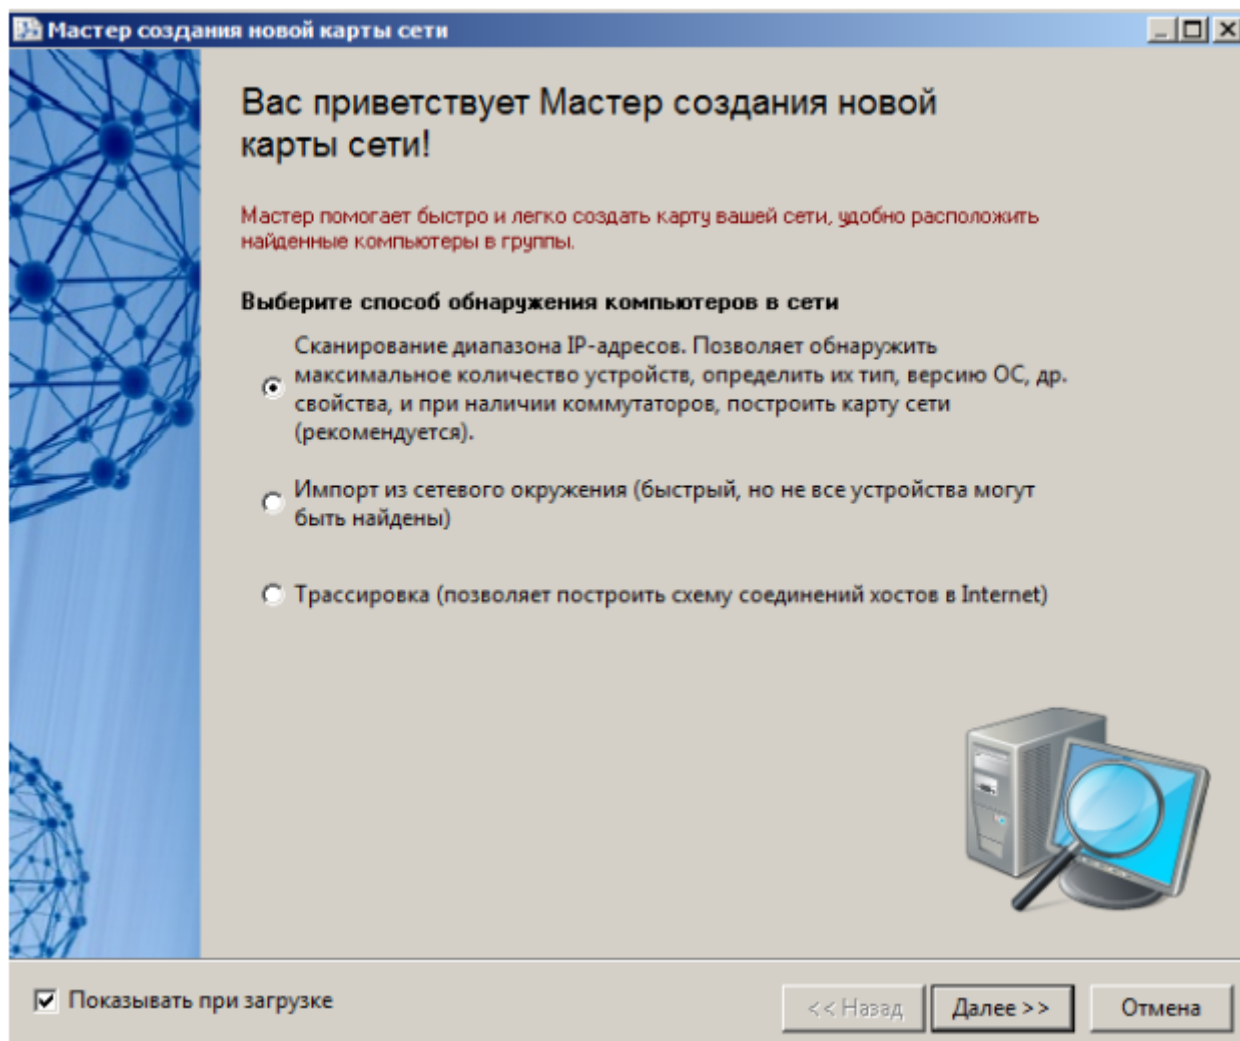 Мастер создания новой карты сети
Вас приветствует Мастер создания новой
карты сети!
Мастер помогает быстро и легко создать карту вашей сети, удобно расположить
найденные компьютеры в группы.
Выберите способ обнаружения компьютеров в сети
Сканирование диапазона IP-адресов. Позволяет обнаружить
максимальное количество устройств, определить их тип, версию ОС, др.
свойства, и при наличии коммутаторов, построить карту сети
(рекомендуется).
Импорт из сетевого окружения (быстрый, но не все устройства могут
быть найдены)
Трассировка (позволяет построить схему соединений хостов в Internet)
Показывать при загрузке
<< Назад
Далее >>
Отмена